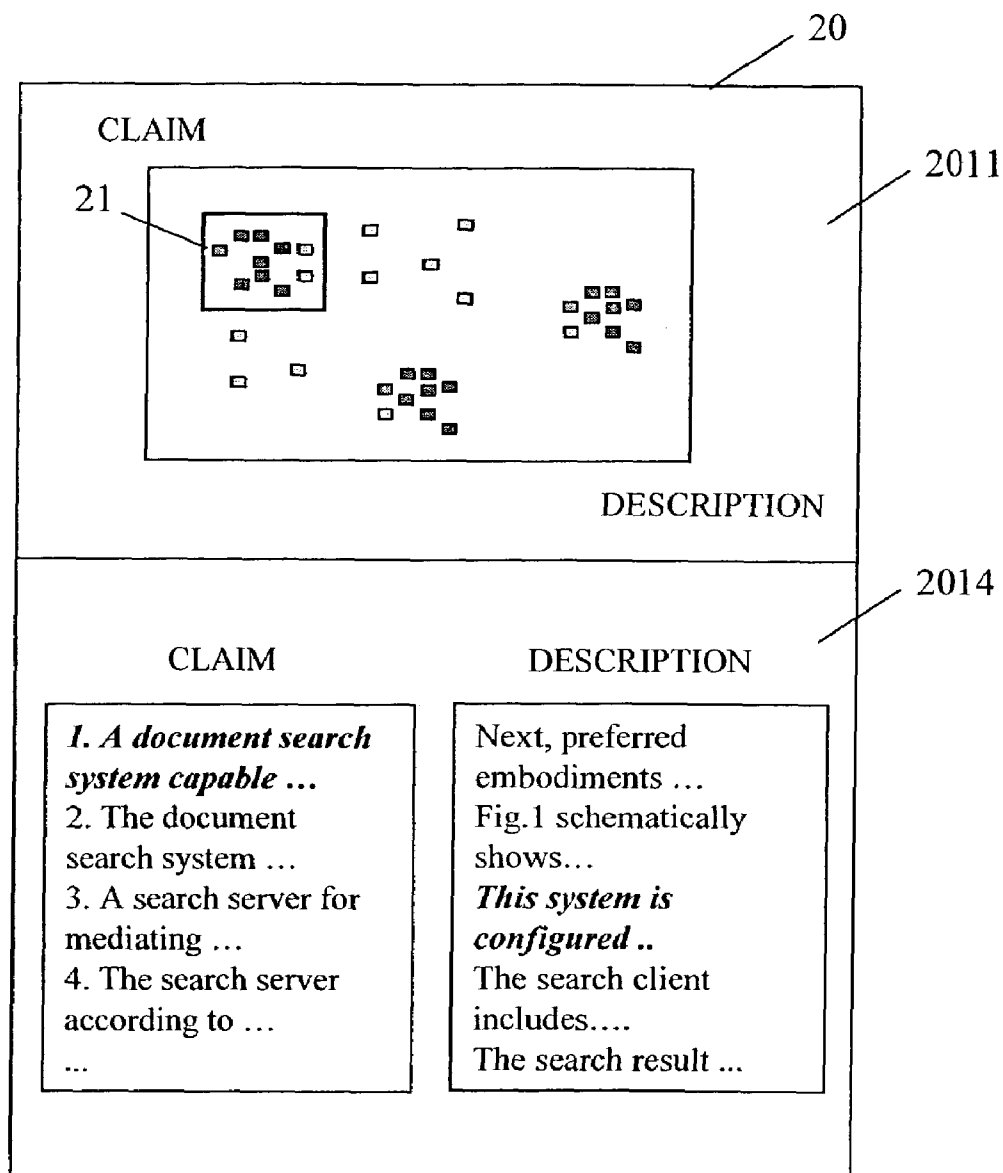 20
CLAIM
2011
21
DESCRIPTION
2014
CLAIM
DESCRIPTION
1. A document search
system capable ...
2. The document
search system ...
3. A search server for
mediating ...
4. The search server
according to ...
...
Next, preferred
embodiments ...
Fig.1 schematically
shows...
This system is
configured ..
The search client
includes....
The search result ...